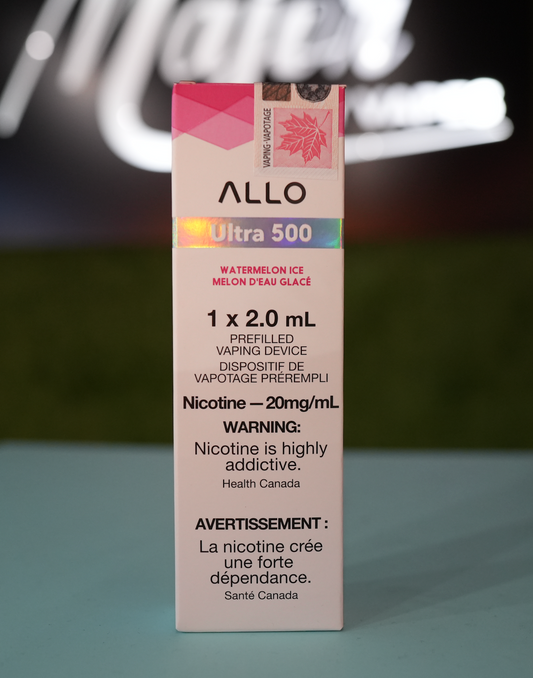 VAPING·VAPOTAGE
ALLO
Ultra 500
WATERMELON ICE
MELON D'EAU GLACÉ
1 x 2.0 mL
PREFILLED
VAPING DEVICE
DISPOSITIF DE
VAPOTAGE PRÉREMPLI
Nicotine — 20mg/mL
WARNING:
Nicotine is highly
addictive.
Health Canada
AVERTISSEMENT :
La nicotine crée
une forte
dépendance.
Santé Canada